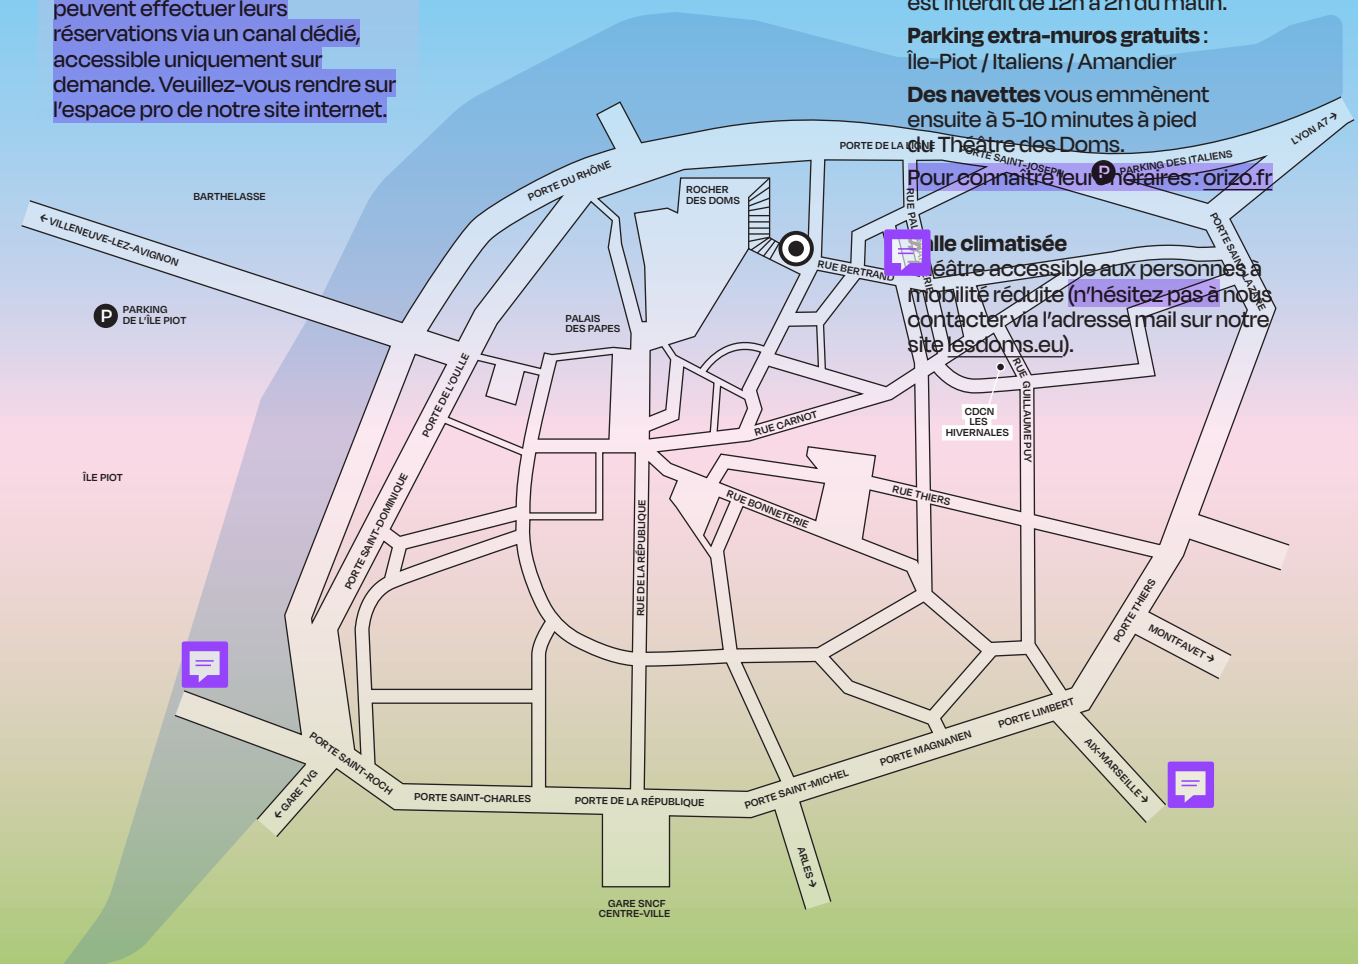 peuvent effectuer leurs
réservations via un canal dédié,
accessible uniquement sur
demande. Veuillez-vous rendre sur
l'espace pro de notre site internet.
est interdit de 12h à 2h du matin.
Parking extra-muros gratuits :
Île-Piot / Italiens / Amandier
Des navettes vous emmènent
ensuite à 5-10 minutes à pied
du Théâtre des Doms.
Pour connaître leurs horaires : orizo.fr
Salle climatisée
Théâtre accessible aux personnes à
mobilité réduite (n'hésitez pas à nous
contacter via l'adresse mail sur notre
site lesdoms.eu).
LYON A7→
PORTE DE LA LIGNE
PORTE SAINT-JOSEPH
P
PARKING DES ITALIENS
PORTE DU RHÔNE
ROCHER
DES DOMS
BARTHELASSE
←VILLENEUVE-LEZ-AVIGNON
PORTE SAINT-LAZARE
RUE BERTRAND
P
PARKING
DE L'ÎLE PIOT
PALAIS
DES PAPES
PORTE DE L'OULLE
RUE GUILLAUME PUY
CDCN
LES
HIVERNALES
RUE CARNOT
ÎLE PIOT
RUE THIERS
RUE BONNETERIE
PORTE SAINT-DOMINIQUE
RUE DE LA RÉPUBLIQUE
PORTE THIERS
MONTFAVET→
PORTE LIMBERT
PORTE MAGNANEN
PORTE SAINT-ROCH
AIX-MARSEILLE→
←GARE TVG
PORTE SAINT-CHARLES
PORTE DE LA RÉPUBLIQUE
PORTE SAINT-MICHEL
ARLES→
GARE SNCF
CENTRE-VILLE